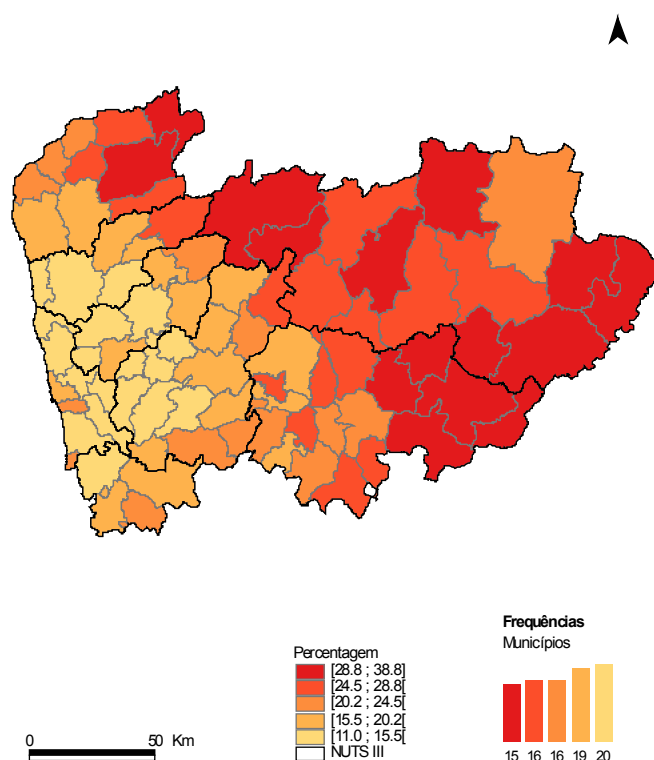 Frequências
Municípios
Percentagem
[28.8 ; 38.8]
[24.5 ; 28.8[
[20.2 ; 24.5[
[15.5 ; 20.2[
[11.0 ; 15.5[
NUTS III
0 50 Km
15 16 16 19 20